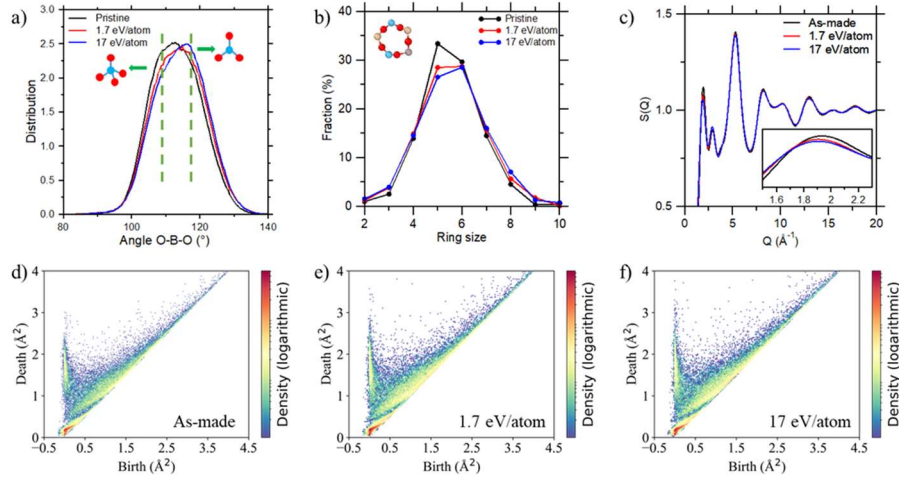 a)
Pristine
1.7 eV/atom
17 eV/atom
Distribution
3.0
2.5
2.0
1.5
1.0
0.5
0.0
80
100
120
140
Angle O-B-O (°)
b)
Pristine
1.7 eV/atom
17 eV/atom
Fraction (%)
40
30
20
10
0
2
3
4
5
6
7
8
9
10
Ring size
c)
As-made
1.7 eV/atom
17 eV/atom
S(Q)
1.5
1.0
0.5
1.6
1.8
2
2.2
0
5
10
15
20
Q (Å⁻¹)
d)
Death (Å²)
4
3
2
1
0
−0.5
0.5
1.5
2.5
3.5
4.5
Birth (Å²)
As-made
Density (logarithmic)
e)
Death (Å²)
4
3
2
1
0
−0.5
0.5
1.5
2.5
3.5
4.5
Birth (Å²)
1.7 eV/atom
Density (logarithmic)
f)
Death (Å²)
4
3
2
1
0
−0.5
0.5
1.5
2.5
3.5
4.5
Birth (Å²)
17 eV/atom
Density (logarithmic)